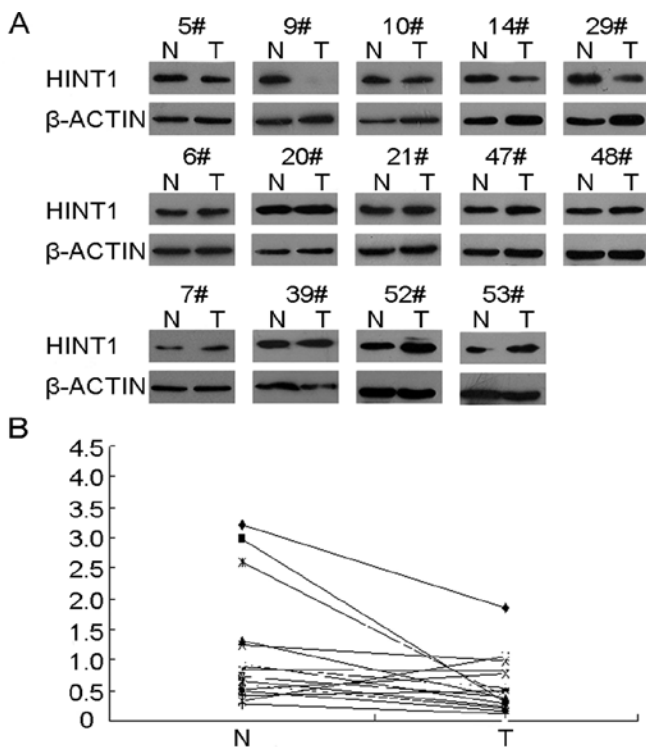 A
5# 9# 10# 14# 29#
N T N T N T N T N T
HINT1
β-ACTIN
6# 20# 21# 47# 48#
N T N T N T N T N T
HINT1
β-ACTIN
7# 39# 52# 53#
N T N T N T N T
HINT1
β-ACTIN
B
4.5
4.0
3.5
3.0
2.5
2.0
1.5
1.0
0.5
0
N T